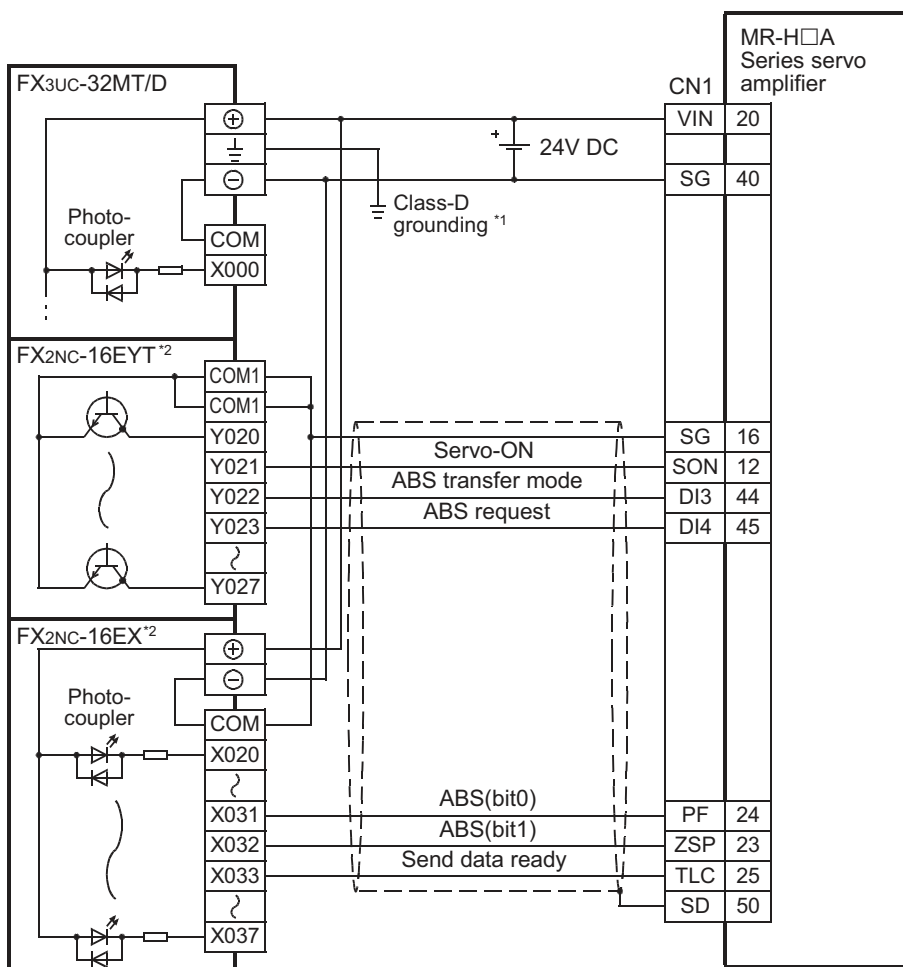 MR-H□A
Series servo
amplifier
FX3UC-32MT/D
CN1
⊕
VIN 20
+
24V DC
⊖
SG 40
Class-D
grounding *1
Photo-
coupler
COM
X000
FX2NC-16EYT*2
COM1
COM1
Y020
SG 16
Servo-ON
Y021
SON 12
ABS transfer mode
Y022
DI3 44
ABS request
Y023
DI4 45
Y027
FX2NC-16EX*2
⊕
⊖
Photo-
coupler
COM
X020
ABS(bit0)
X031
PF 24
ABS(bit1)
X032
ZSP 23
Send data ready
X033
TLC 25
SD 50
X037